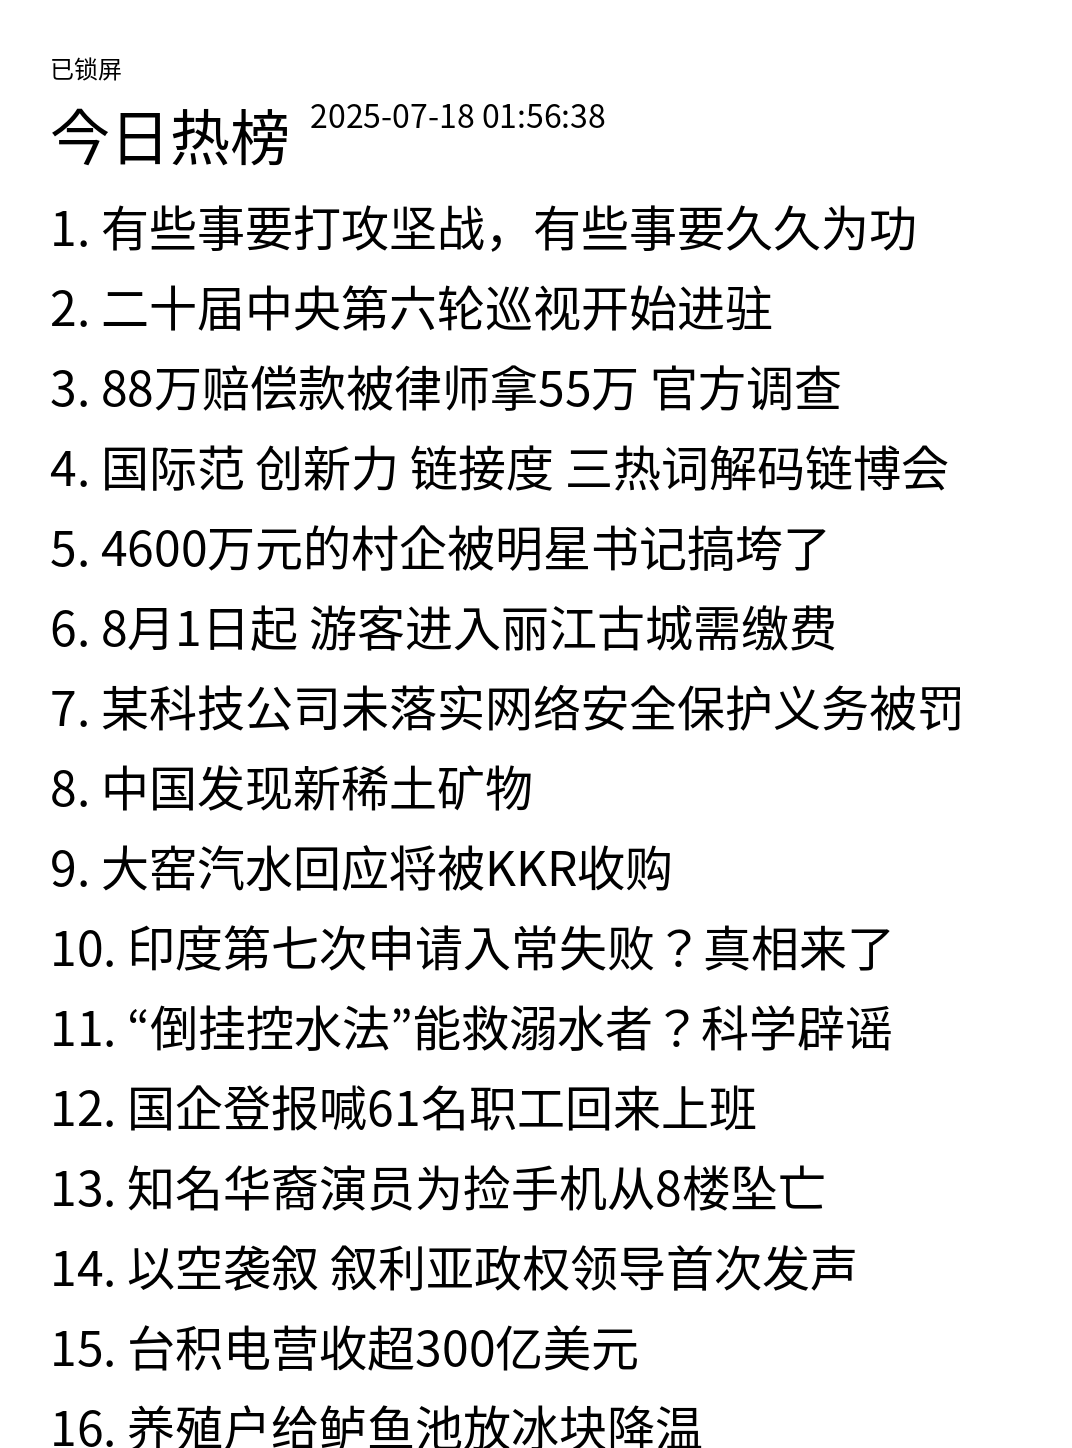 已锁屏
今日热榜 2025-07-18 01:56:38
1. 有些事要打攻坚战，有些事要久久为功
2. 二十届中央第六轮巡视开始进驻
3. 88万赔偿款被律师拿55万 官方调查
4. 国际范 创新力 链接度 三热词解码链博会
5. 4600万元的村企被明星书记搞垮了
6. 8月1日起 游客进入丽江古城需缴费
7. 某科技公司未落实网络安全保护义务被罚
8. 中国发现新稀土矿物
9. 大窑汽水回应将被KKR收购
10. 印度第七次申请入常失败？真相来了
11. “倒挂控水法”能救溺水者？科学辟谣
12. 国企登报喊61名职工回来上班
13. 知名华裔演员为捡手机从8楼坠亡
14. 以空袭叙 叙利亚政权领导首次发声
15. 台积电营收超300亿美元
16. 养殖户给鲈鱼池放冰块降温